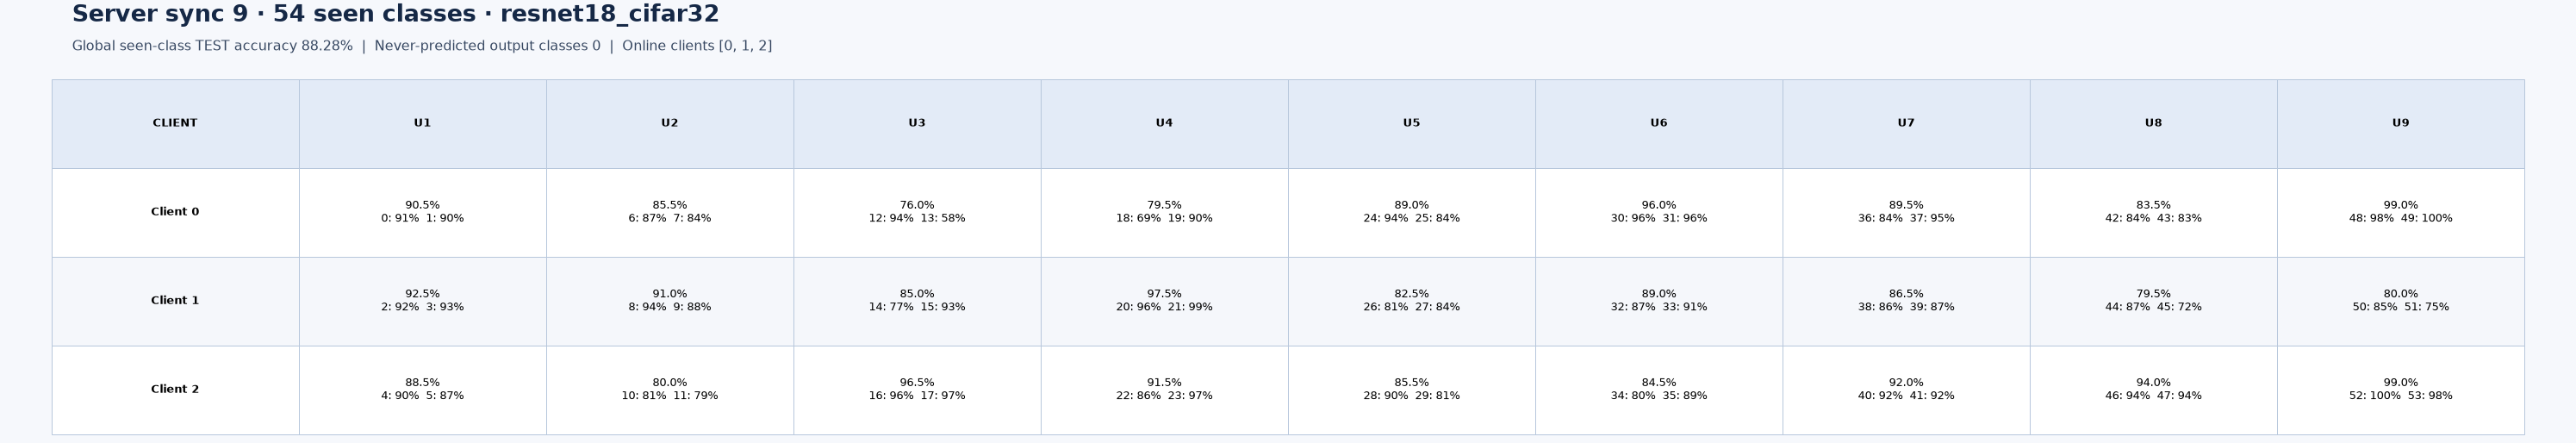 Server sync 9 · 54 seen classes · resnet18_cifar32
Global seen-class TEST accuracy 88.28% | Never-predicted output classes 0 | Online clients [0, 1, 2]
CLIENT U1 U2 U3 U4 U5 U6 U7 U8 U9
90.5% 85.5% 76.0% 79.5% 89.0% 96.0% 89.5% 83.5% 99.0%
Client 0
0: 91% 1: 90% 6: 87% 7: 84% 12: 94% 13: 58% 18: 69% 19: 90% 24: 94% 25: 84% 30: 96% 31: 96% 36: 84% 37: 95% 42: 84% 43: 83% 48: 98% 49: 100%
92.5% 91.0% 85.0% 97.5% 82.5% 89.0% 86.5% 79.5% 80.0%
Client 1
2: 92% 3: 93% 8: 94% 9: 88% 14: 77% 15: 93% 20: 96% 21: 99% 26: 81% 27: 84% 32: 87% 33: 91% 38: 86% 39: 87% 44: 87% 45: 72% 50: 85% 51: 75%
88.5% 80.0% 96.5% 91.5% 85.5% 84.5% 92.0% 94.0% 99.0%
Client 2
4: 90% 5: 87% 10: 81% 11: 79% 16: 96% 17: 97% 22: 86% 23: 97% 28: 90% 29: 81% 34: 80% 35: 89% 40: 92% 41: 92% 46: 94% 47: 94% 52: 100% 53: 98%